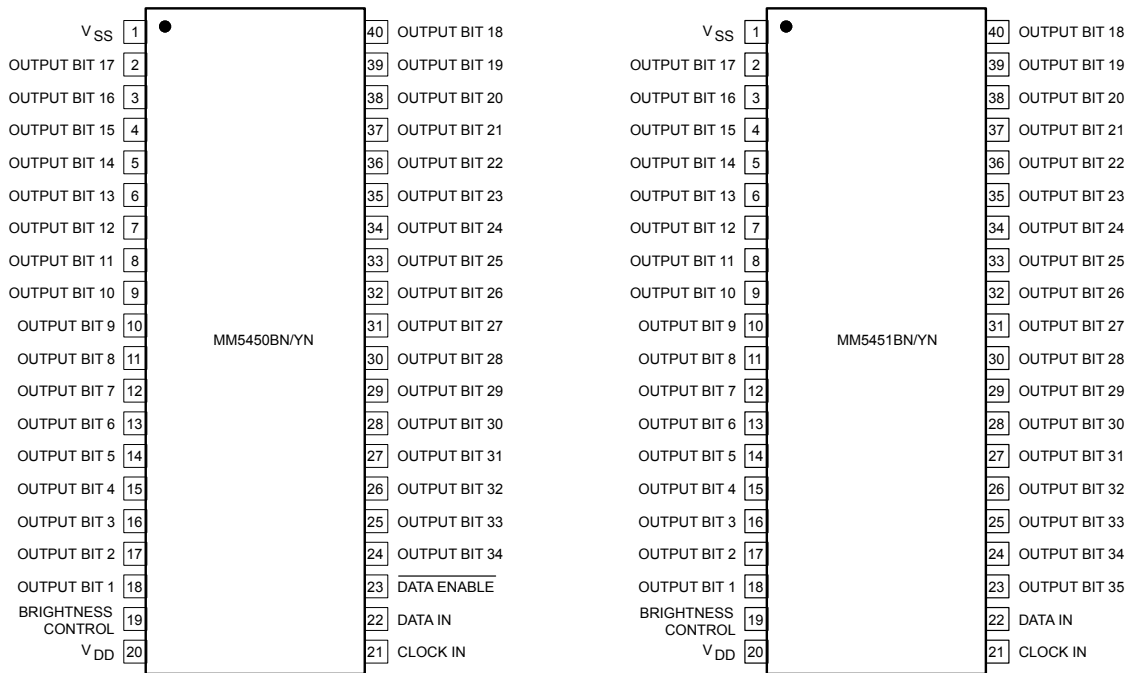 VSS 1
OUTPUT BIT 17 2
OUTPUT BIT 16 3
OUTPUT BIT 15 4
OUTPUT BIT 14 5
OUTPUT BIT 13 6
OUTPUT BIT 12 7
OUTPUT BIT 11 8
OUTPUT BIT 10 9
OUTPUT BIT 9 10
OUTPUT BIT 8 11
OUTPUT BIT 7 12
OUTPUT BIT 6 13
OUTPUT BIT 5 14
OUTPUT BIT 4 15
OUTPUT BIT 3 16
OUTPUT BIT 2 17
OUTPUT BIT 1 18
BRIGHTNESS
CONTROL 19
VDD 20
MM5450BN/YN
40 OUTPUT BIT 18
39 OUTPUT BIT 19
38 OUTPUT BIT 20
37 OUTPUT BIT 21
36 OUTPUT BIT 22
35 OUTPUT BIT 23
34 OUTPUT BIT 24
33 OUTPUT BIT 25
32 OUTPUT BIT 26
31 OUTPUT BIT 27
30 OUTPUT BIT 28
29 OUTPUT BIT 29
28 OUTPUT BIT 30
27 OUTPUT BIT 31
26 OUTPUT BIT 32
25 OUTPUT BIT 33
24 OUTPUT BIT 34
23 DATA ENABLE
22 DATA IN
21 CLOCK IN
VSS 1
OUTPUT BIT 17 2
OUTPUT BIT 16 3
OUTPUT BIT 15 4
OUTPUT BIT 14 5
OUTPUT BIT 13 6
OUTPUT BIT 12 7
OUTPUT BIT 11 8
OUTPUT BIT 10 9
OUTPUT BIT 9 10
OUTPUT BIT 8 11
OUTPUT BIT 7 12
OUTPUT BIT 6 13
OUTPUT BIT 5 14
OUTPUT BIT 4 15
OUTPUT BIT 3 16
OUTPUT BIT 2 17
OUTPUT BIT 1 18
BRIGHTNESS
CONTROL 19
VDD 20
MM5451BN/YN
40 OUTPUT BIT 18
39 OUTPUT BIT 19
38 OUTPUT BIT 20
37 OUTPUT BIT 21
36 OUTPUT BIT 22
35 OUTPUT BIT 23
34 OUTPUT BIT 24
33 OUTPUT BIT 25
32 OUTPUT BIT 26
31 OUTPUT BIT 27
30 OUTPUT BIT 28
29 OUTPUT BIT 29
28 OUTPUT BIT 30
27 OUTPUT BIT 31
26 OUTPUT BIT 32
25 OUTPUT BIT 33
24 OUTPUT BIT 34
23 OUTPUT BIT 35
22 DATA IN
21 CLOCK IN